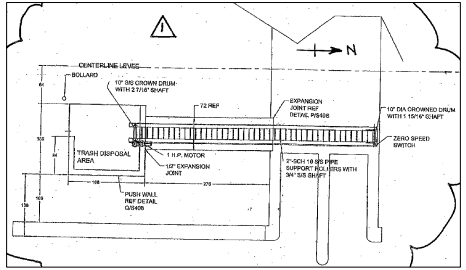 1
N
CENTERLINE LEVEE
BOLLARD
10" S/S CROWN DRUM
WITH 2 7/16" SHAFT
72 REF
EXPANSION
JOINT REF
DETAIL P/S408
10" DIA CROWNED DRUM
WITH 1 15/16" SHAFT
ZERO SPEED
SWITCH
TRASH DISPOSAL
AREA
1 H.P. MOTOR
1/2" EXPANSION
JOINT
2"-SCH 10 S/S PIPE
SUPPORT ROLLERS WITH
3/4" S/S SHAFT
276
PUSH WALL
REF DETAIL
O/S408